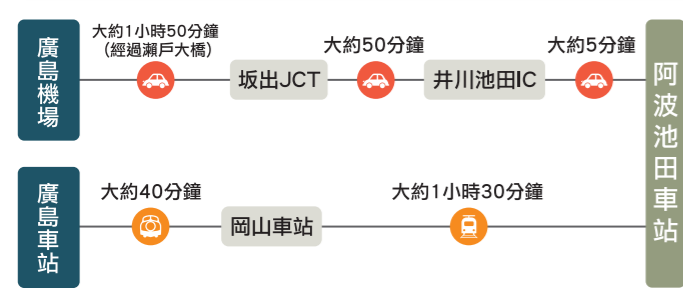 廣島機場
大約1小時50分鐘
(經過瀨戶大橋)
坂出JCT
大約50分鐘
井川池田IC
大約5分鐘
阿波池田車站
廣島車站
大約40分鐘
岡山車站
大約1小時30分鐘